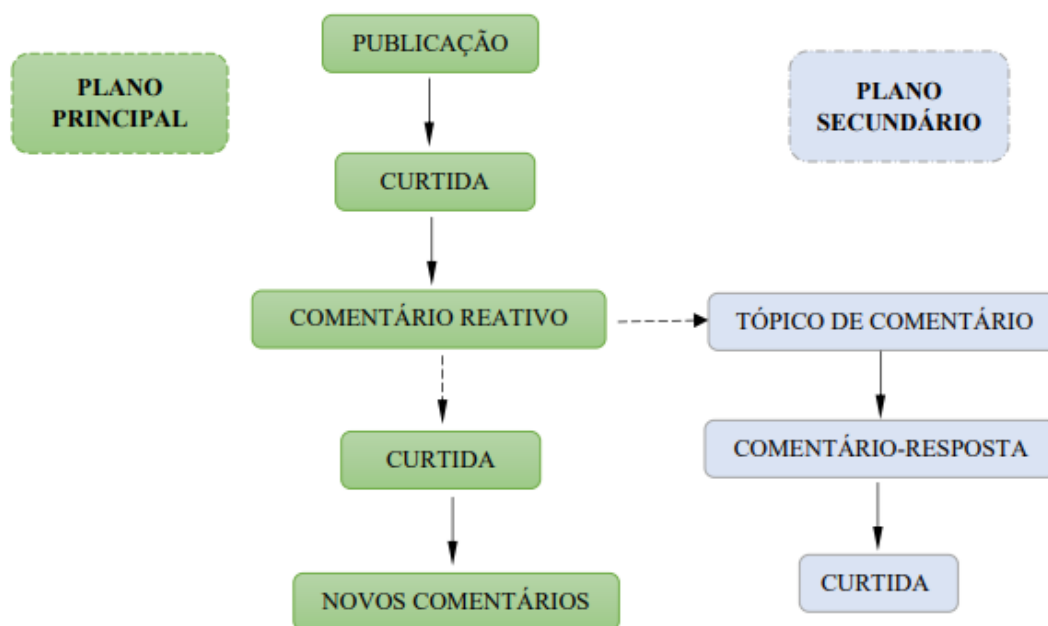 PUBLICAÇÃO
PLANO
PRINCIPAL
PLANO
SECUNDÁRIO
CURTIDA
COMENTÁRIO REATIVO
TÓPICO DE COMENTÁRIO
CURTIDA
COMENTÁRIO-RESPOSTA
NOVOS COMENTÁRIOS
CURTIDA